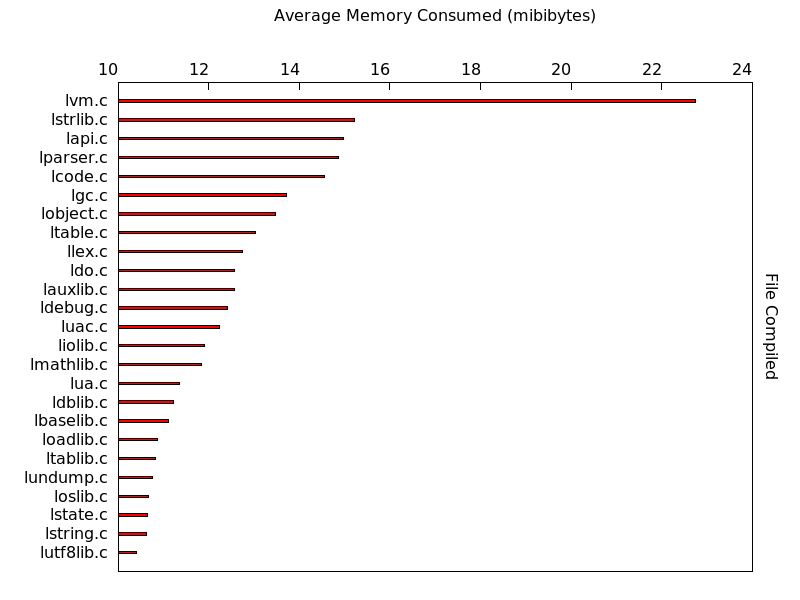 Average Memory Consumed (mibibytes)
10 12 14 16 18 20 22 24
lvm.c
lstrlib.c
lapi.c
lparser.c
lcode.c
lgc.c
lobject.c
ltable.c
llex.c
ldo.c
lauxlib.c
ldebug.c
luac.c
liolib.c
lmathlib.c
lua.c
ldblib.c
lbaselib.c
loadlib.c
ltablib.c
lundump.c
loslib.c
lstate.c
lstring.c
lutf8lib.c
File Compiled